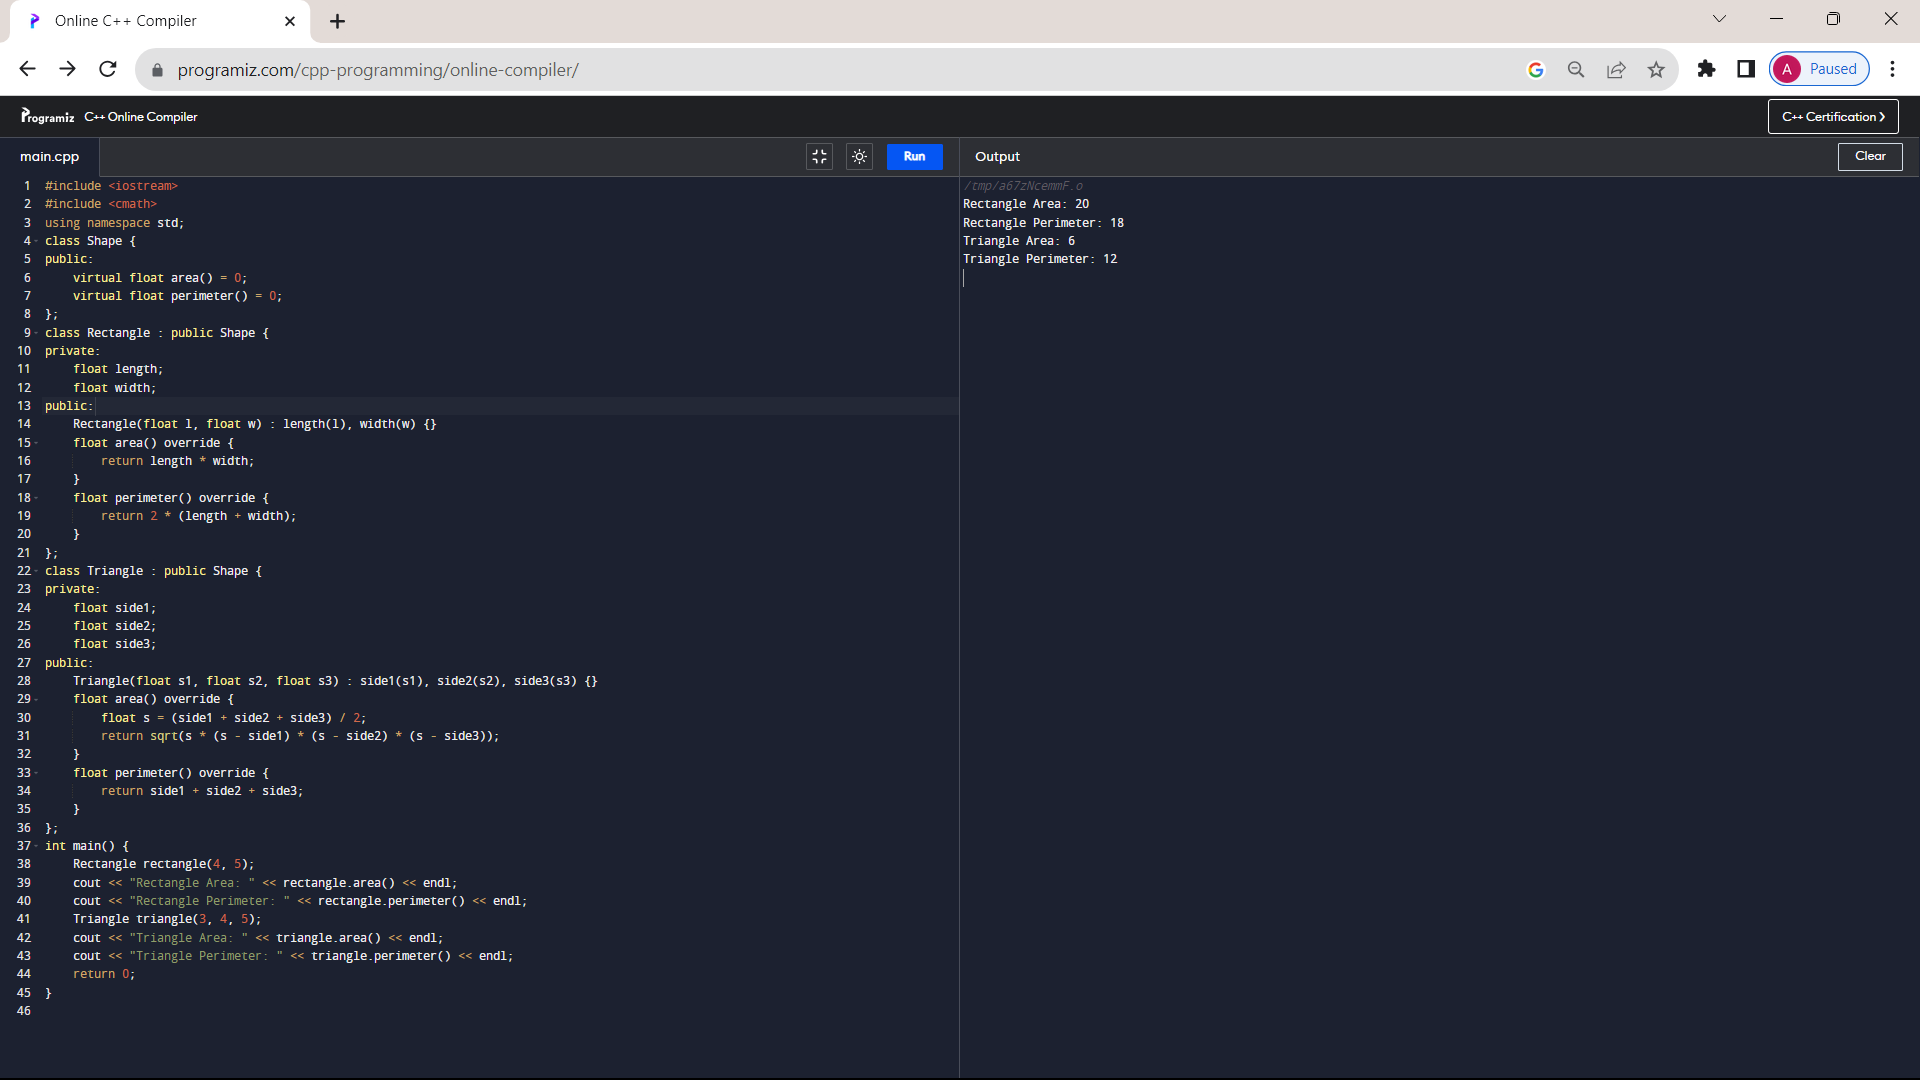 Online C++ Compiler
programiz.com/cpp-programming/online-compiler/
A Paused
Programiz C++ Online Compiler
C++ Certification
main.cpp
Run
Output
Clear
1 #include <iostream>
2 #include <cmath>
3 using namespace std;
4 class Shape {
5 public:
6     virtual float area() = 0;
7     virtual float perimeter() = 0;
8 };
9 class Rectangle : public Shape {
10 private:
11     float length;
12     float width;
13 public:
14     Rectangle(float l, float w) : length(l), width(w) {}
15     float area() override {
16         return length * width;
17     }
18     float perimeter() override {
19         return 2 * (length + width);
20     }
21 };
22 class Triangle : public Shape {
23 private:
24     float side1;
25     float side2;
26     float side3;
27 public:
28     Triangle(float s1, float s2, float s3) : side1(s1), side2(s2), side3(s3) {}
29     float area() override {
30         float s = (side1 + side2 + side3) / 2;
31         return sqrt(s * (s - side1) * (s - side2) * (s - side3));
32     }
33     float perimeter() override {
34         return side1 + side2 + side3;
35     }
36 };
37 int main() {
38     Rectangle rectangle(4, 5);
39     cout << "Rectangle Area: " << rectangle.area() << endl;
40     cout << "Rectangle Perimeter: " << rectangle.perimeter() << endl;
41     Triangle triangle(3, 4, 5);
42     cout << "Triangle Area: " << triangle.area() << endl;
43     cout << "Triangle Perimeter: " << triangle.perimeter() << endl;
44     return 0;
45 }
46
/tmp/a67zNcemmF.o
Rectangle Area: 20
Rectangle Perimeter: 18
Triangle Area: 6
Triangle Perimeter: 12